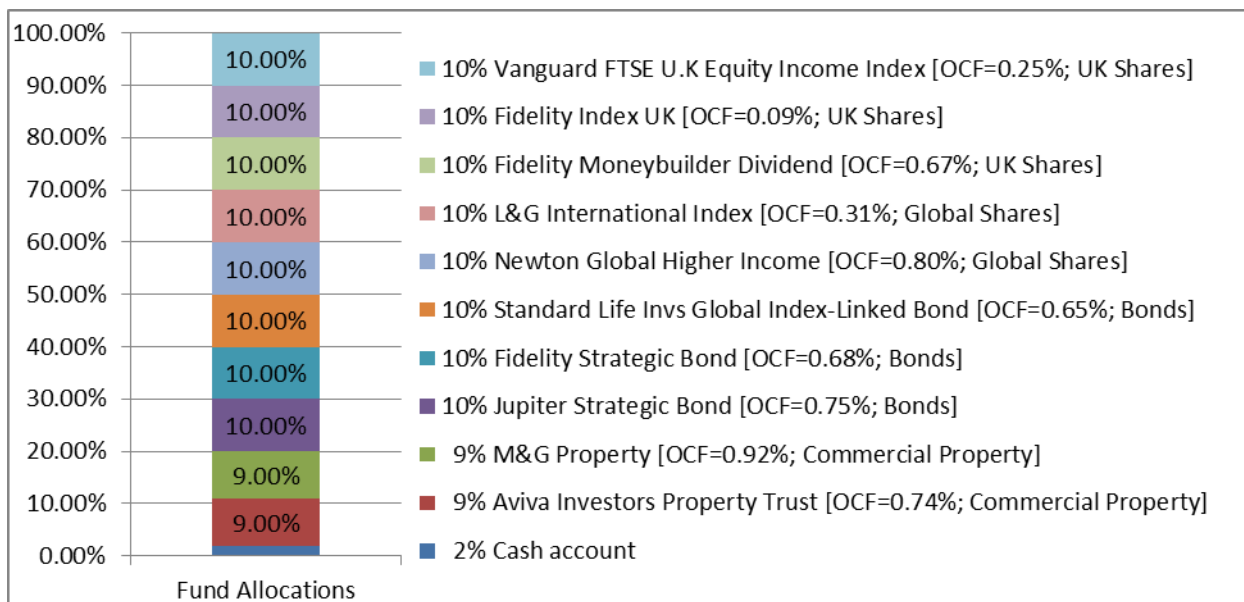 100.00%
90.00%
80.00%
70.00%
60.00%
50.00%
40.00%
30.00%
20.00%
10.00%
0.00%
10.00%
10.00%
10.00%
10.00%
10.00%
10.00%
10.00%
10.00%
9.00%
9.00%
Fund Allocations
10% Vanguard FTSE U.K Equity Income Index [OCF=0.25%; UK Shares]
10% Fidelity Index UK [OCF=0.09%; UK Shares]
10% Fidelity Moneybuilder Dividend [OCF=0.67%; UK Shares]
10% L&G International Index [OCF=0.31%; Global Shares]
10% Newton Global Higher Income [OCF=0.80%; Global Shares]
10% Standard Life Invs Global Index-Linked Bond [OCF=0.65%; Bonds]
10% Fidelity Strategic Bond [OCF=0.68%; Bonds]
10% Jupiter Strategic Bond [OCF=0.75%; Bonds]
9% M&G Property [OCF=0.92%; Commercial Property]
9% Aviva Investors Property Trust [OCF=0.74%; Commercial Property]
2% Cash account